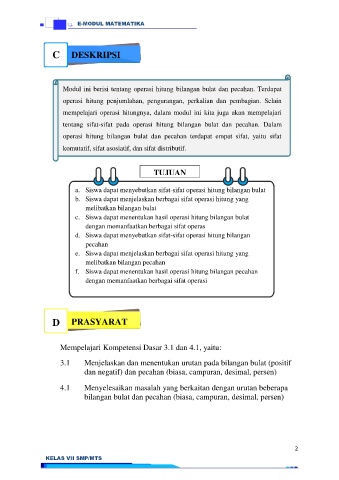 E-MODUL MATEMATIKA
C DESKRIPSI
Modul ini berisi tentang operasi hitung bilangan bulat dan pecahan. Terdapat
operasi hitung penjumlahan, pengurangan, perkalian dan pembagian. Selain
mempelajari operasi hitungnya, dalam modul ini kita juga akan mempelajari
tentang sifat-sifat pada operasi hitung bilangan bulat dan pecahan. Dalam
operasi hitung bilangan bulat dan pecahan terdapat empat sifat, yaitu sifat
komutatif, sifat asosiatif, dan sifat distributif.
TUJUAN
a. Siswa dapat menyebutkan sifat-sifat operasi hitung bilangan bulat
b. Siswa dapat menjelaskan berbagai sifat operasi hitung yang
melibatkan bilangan bulat
c. Siswa dapat menentukan hasil operasi hitung bilangan bulat
dengan memanfaatkan berbagai sifat operas
d. Siswa dapat menyebutkan sifat-sifat operasi hitung bilangan
pecahan
e. Siswa dapat menjelaskan berbagai sifat operasi hitung yang
melibatkan bilangan pecahan
f. Siswa dapat menentukan hasil operasi hitung bilangan pecahan
dengan memanfaatkan berbagai sifat operasi
D PRASYARAT
Mempelajari Kompetensi Dasar 3.1 dan 4.1, yaitu:
3.1 Menjelaskan dan menentukan urutan pada bilangan bulat (positif
dan negatif) dan pecahan (biasa, campuran, desimal, persen)
4.1 Menyelesaikan masalah yang berkaitan dengan urutan beberapa
bilangan bulat dan pecahan (biasa, campuran, desimal, persen)
2
KELAS VII SMP/MTS